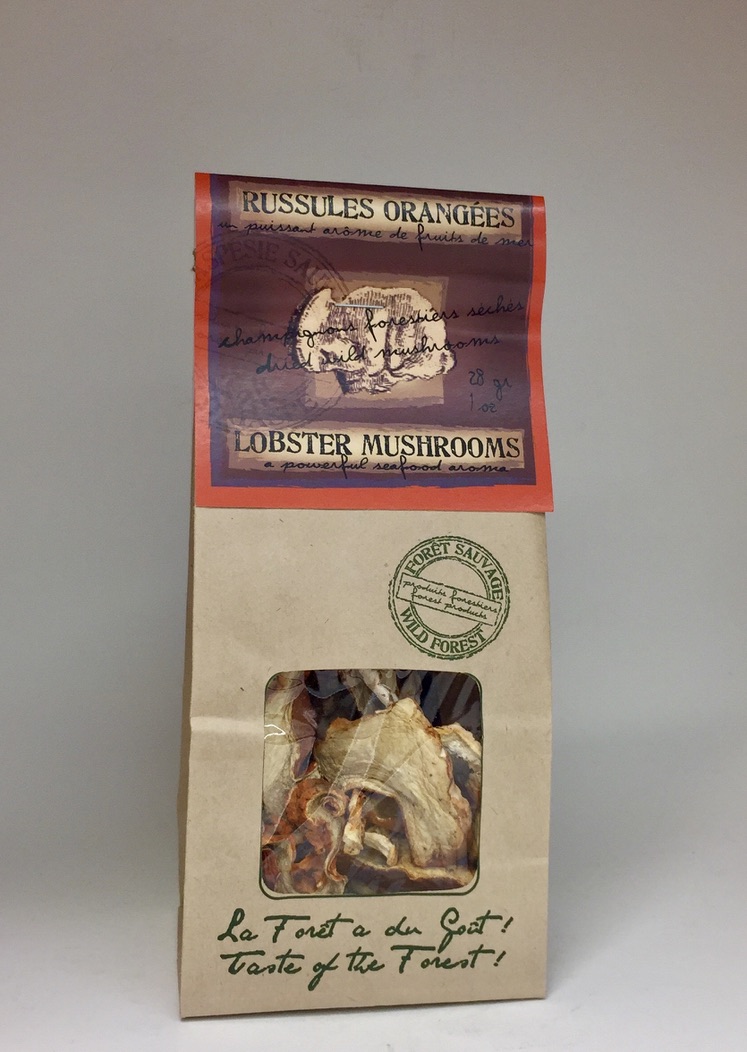 RUSSULES ORANGÉES
un puissant arôme de fruits de mer
champignons forestiers séchés
dried wild mushrooms
28 gr
1 oz
LOBSTER MUSHROOMS
a powerful seafood aroma
FORÊT SAUVAGE
produits forestiers
forest products
WILD FOREST
La Forêt a du Goût!
Taste of the Forest!